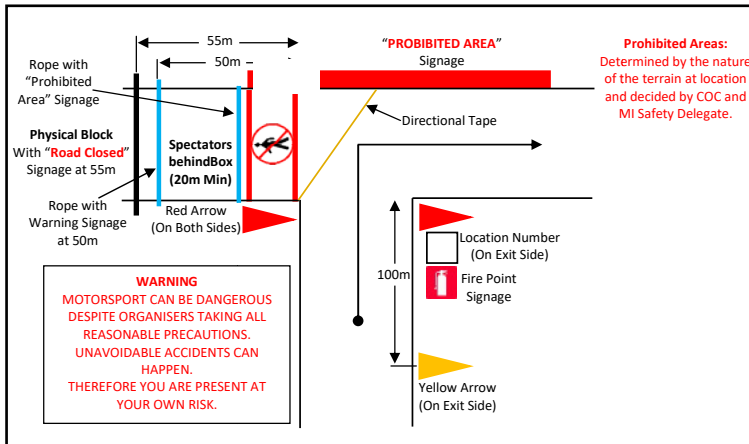 55m
50m
Rope with
“Prohibited
Area” Signage
Physical Block
With “Road Closed”
Signage at 55m
Rope with
Warning Signage
at 50m
Spectators
behindBox
(20m Min)
Red Arrow
(On Both Sides)
“PROBIBITED AREA”
Signage
Directional Tape
Prohibited Areas:
Determined by the nature
of the terrain at location
and decided by COC and
MI Safety Delegate.
100m
Location Number
(On Exit Side)
Fire Point
Signage
Yellow Arrow
(On Exit Side)
WARNING
MOTORSPORT CAN BE DANGEROUS
DESPITE ORGANISERS TAKING ALL
REASONABLE PRECAUTIONS.
UNAVOIDABLE ACCIDENTS CAN
HAPPEN.
THEREFORE YOU ARE PRESENT AT
YOUR OWN RISK.